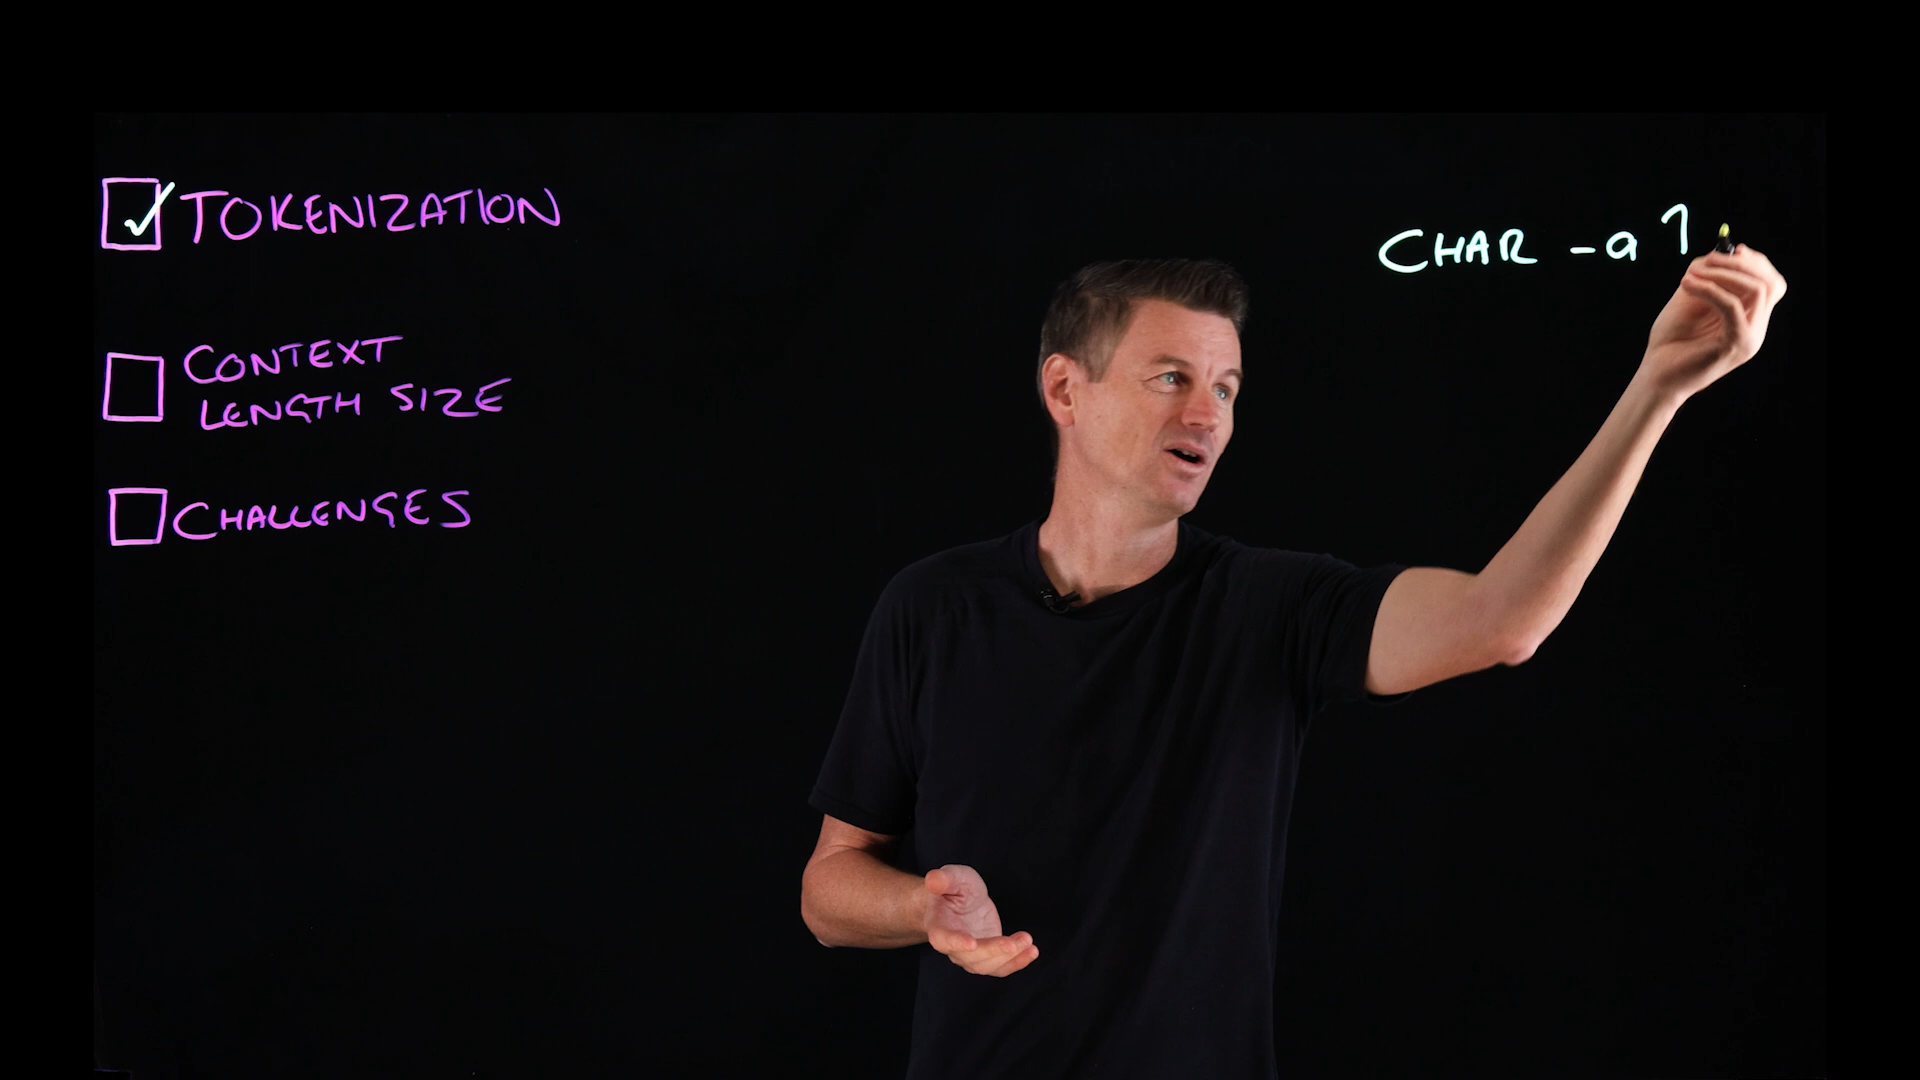 TOKENIZATION
CONTEXT
LENGTH SIZE
CHALLENGES
CHAR - a